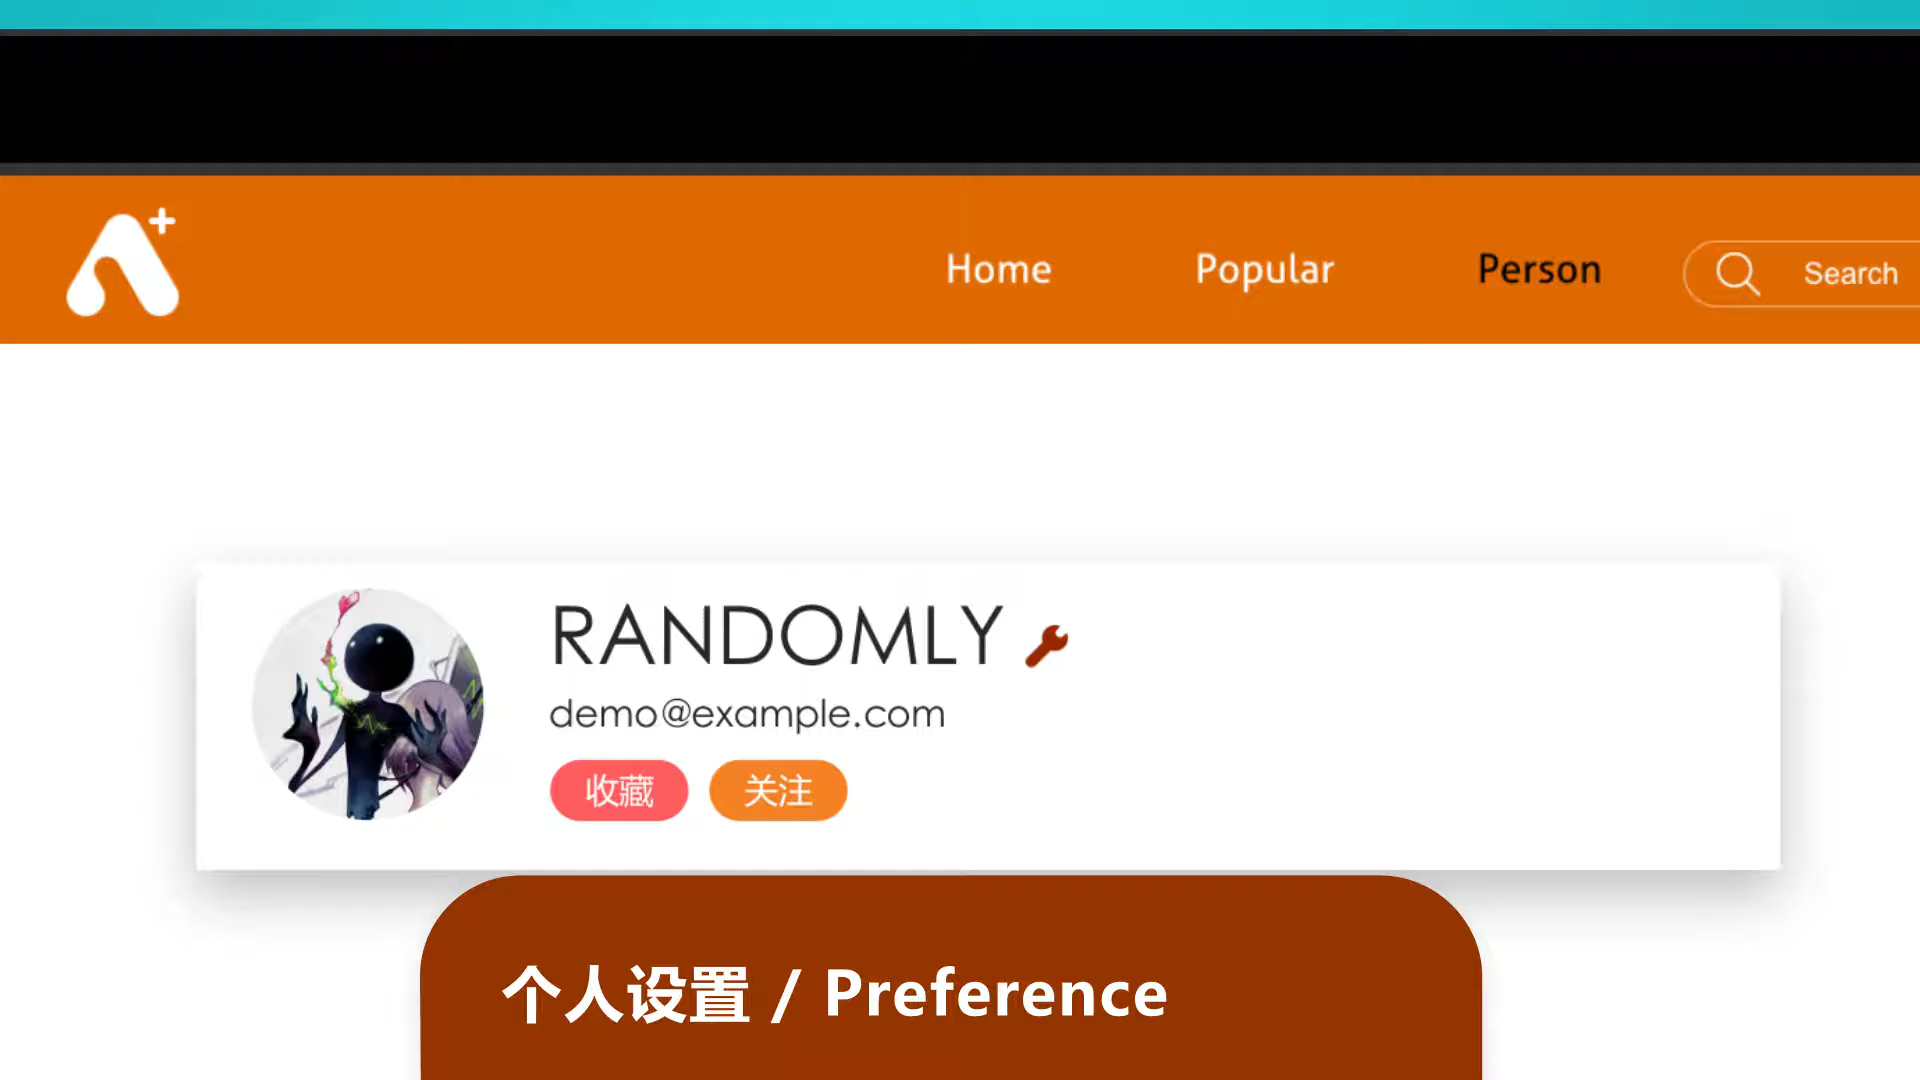 Home Popular Person Search
RANDOMLY
demo@example.com
收藏 关注
个人设置 / Preference